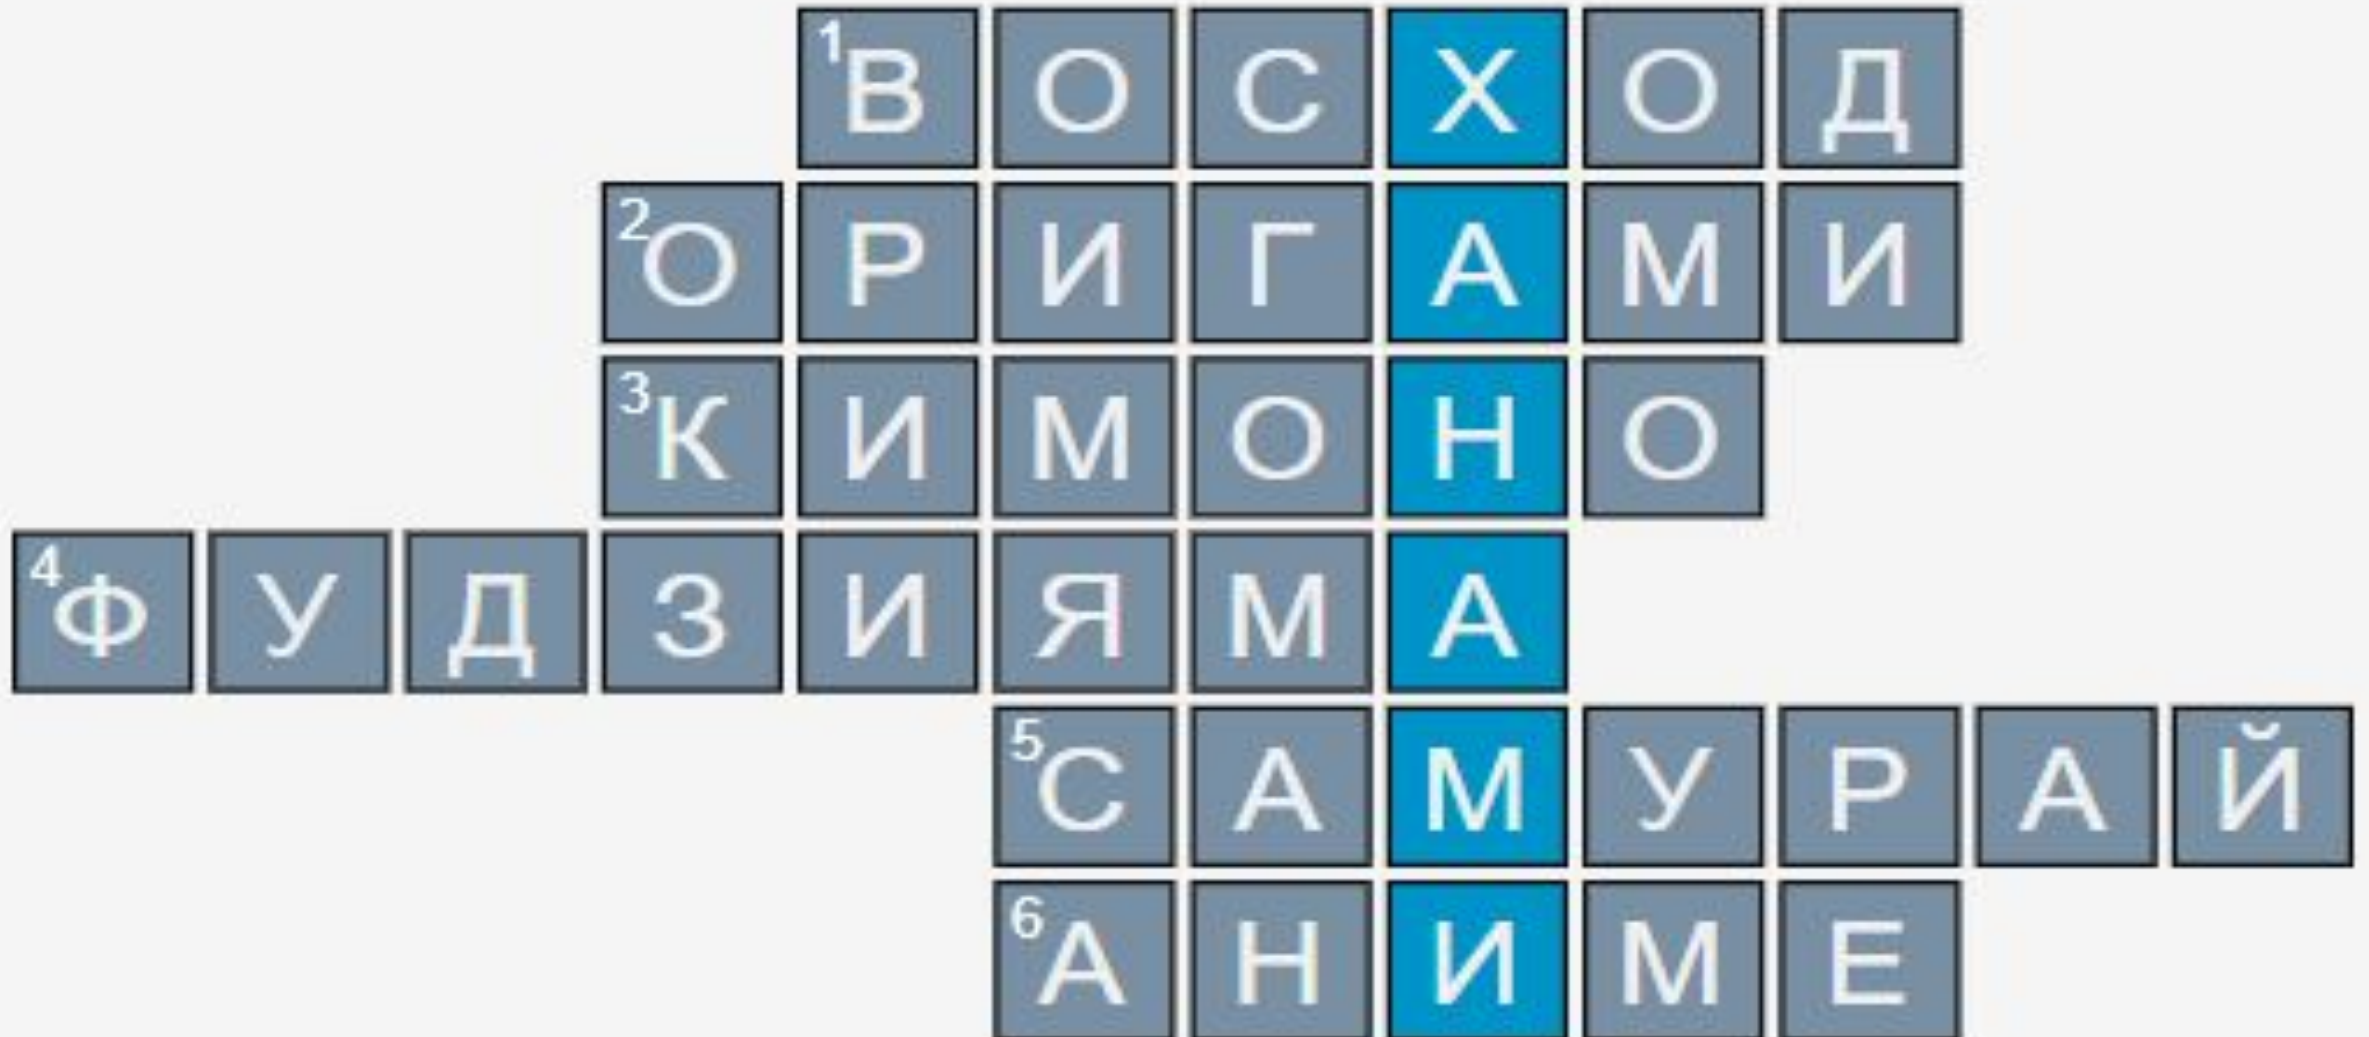 1ВОСХОД
2ОРИГАМИ
3КИМОНО
4ФУДЗИЯМА
5САМУРАЙ
6АНИМЕ